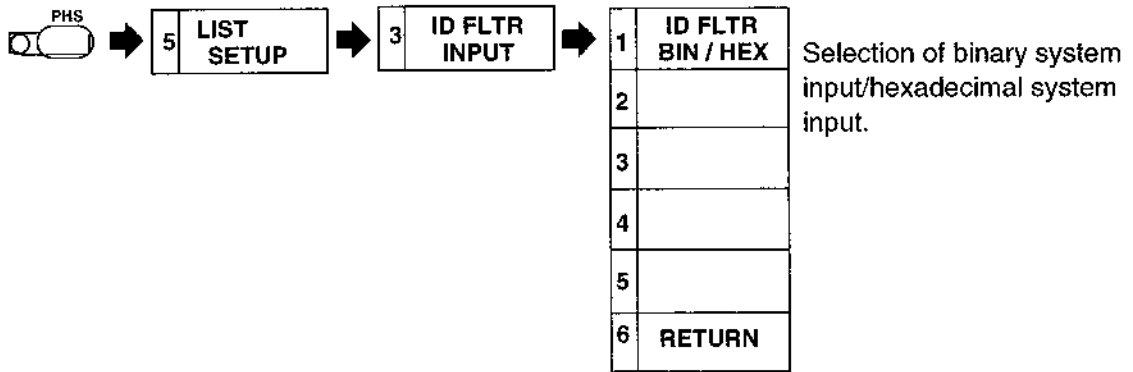 PHS
5 LIST SETUP
3 ID FLTR INPUT
1 ID FLTR BIN / HEX
2
3
4
5
6 RETURN
Selection of binary system
input/hexadecimal system
input.